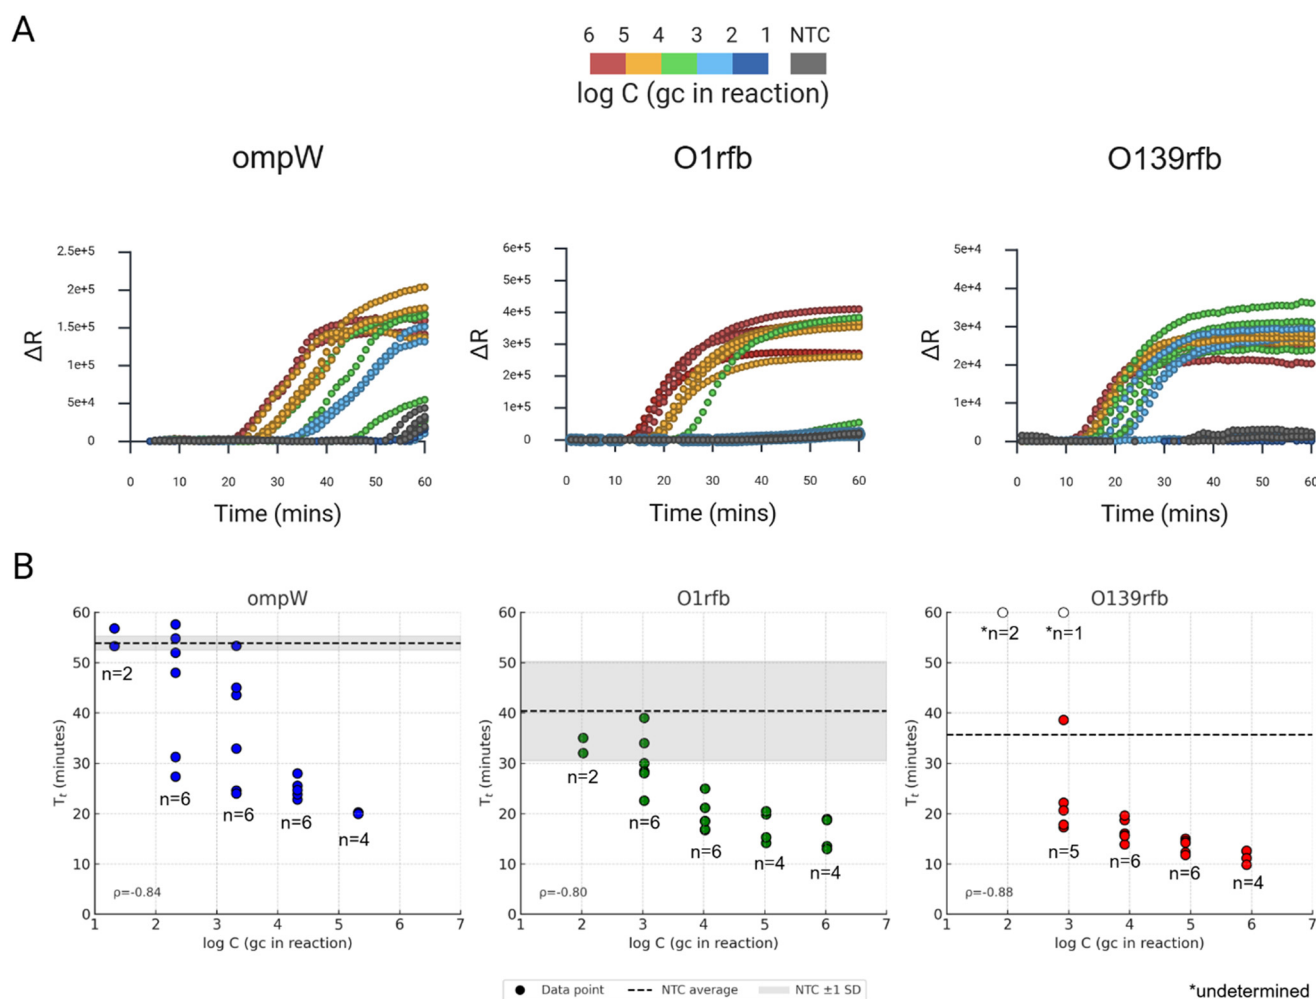 A
6 5 4 3 2 1 NTC
log C (gc in reaction)
ompW
O1rfb
O139rfb
2.5e+5
2e+5
1.5e+5
1e+5
5e+4
0
ΔR
0 10 20 30 40 50 60
Time (mins)
6e+5
5e+5
4e+5
3e+5
2e+5
1e+5
0
ΔR
0 10 20 30 40 50 60
Time (mins)
5e+4
4e+4
3e+4
2e+4
1e+4
0
ΔR
0 10 20 30 40 50 60
Time (mins)
B
ompW
60
50
40
30
20
10
0
Tt (minutes)
n=2
n=6
n=6
n=6
n=4
ρ=-0.84
1 2 3 4 5 6 7
log C (gc in reaction)
O1rfb
60
50
40
30
20
10
0
Tt (minutes)
n=2
n=6
n=6
n=4
n=4
ρ=-0.80
1 2 3 4 5 6 7
log C (gc in reaction)
O139rfb
60
50
40
30
20
10
0
Tt (minutes)
*n=2
*n=1
n=5
n=6
n=6
n=4
ρ=-0.88
1 2 3 4 5 6 7
log C (gc in reaction)
Data point
NTC average
NTC ±1 SD
*undetermined